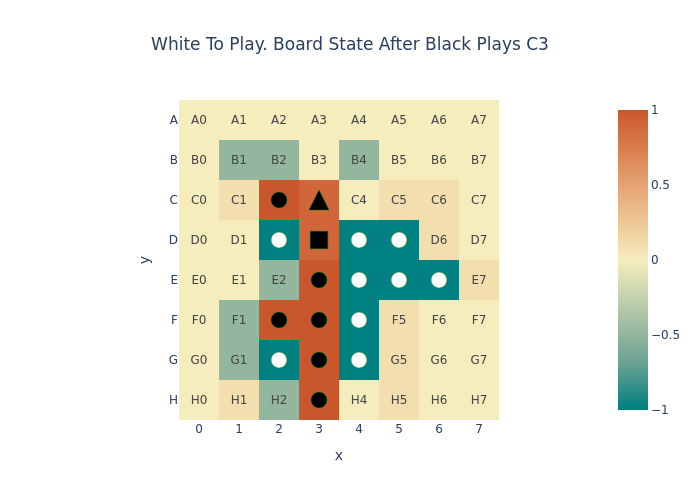 White To Play. Board State After Black Plays C3
A A0 A1 A2 A3 A4 A5 A6 A7
B B0 B1 B2 B3 B4 B5 B6 B7
C C0 C1 C4 C5 C6 C7
D D0 D1 D6 D7
E E0 E1 E2 E7
F F0 F1 F5 F6 F7
G G0 G1 G5 G6 G7
H H0 H1 H2 H4 H5 H6 H7
0 1 2 3 4 5 6 7
x
y
1
0.5
0
−0.5
−1